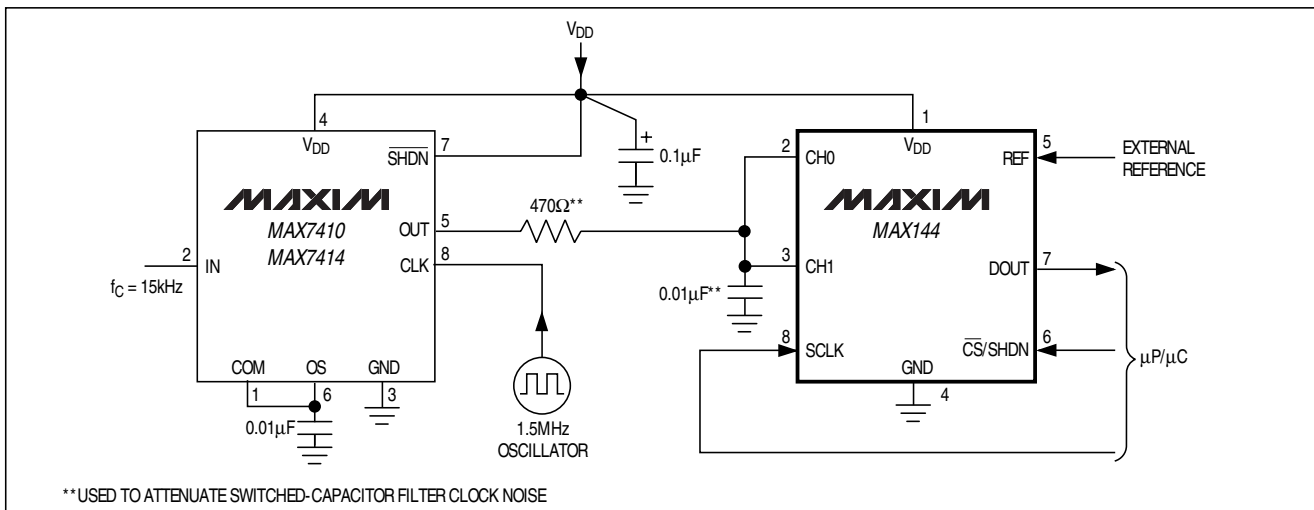 VDD
4
VDD
7
SHDN
+
0.1µF
1
VDD
2
CH0
REF
5
EXTERNAL
REFERENCE
MAXIM
MAX7410
MAX7414
OUT
5
470Ω**
8
CLK
2
IN
fC = 15kHz
COM
OS
GND
1
6
3
0.01µF
1.5MHz
OSCILLATOR
MAXIM
MAX144
3
CH1
0.01µF**
DOUT
7
8
SCLK
CS/SHDN
6
µP/µC
GND
4
**USED TO ATTENUATE SWITCHED-CAPACITOR FILTER CLOCK NOISE